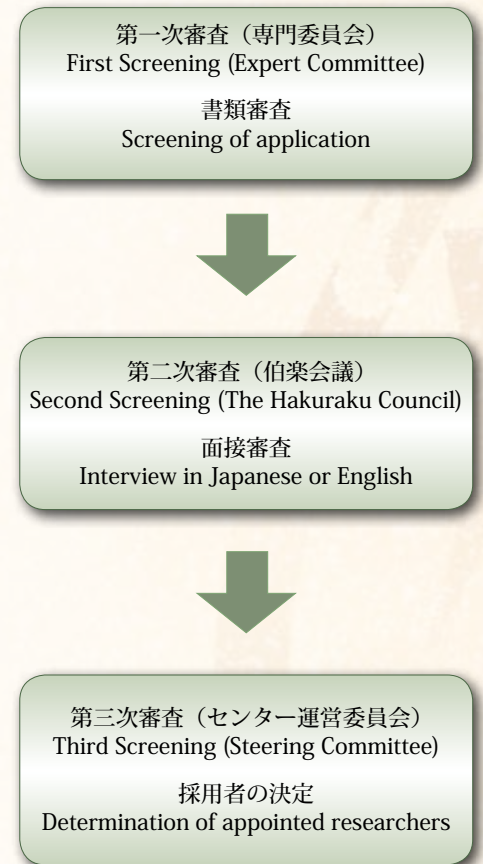 第一次審査（専門委員会）
First Screening (Expert Committee)
書類審査
Screening of application
第二次審査（伯楽会議）
Second Screening (The Hakuraku Council)
面接審査
Interview in Japanese or English
第三次審査（センター運営委員会）
Third Screening (Steering Committee)
採用者の決定
Determination of appointed researchers